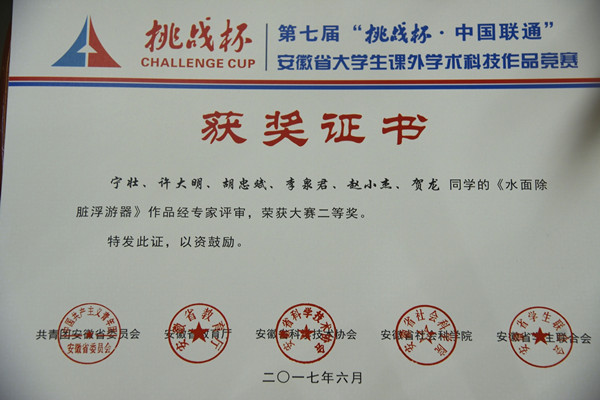 挑战杯
CHALLENGE CUP
第七届“挑战杯·中国联通”
安徽省大学生课外学术科技作品竞赛
获奖证书
宁壮、许大明、胡忠斌、李泉君、赵小杰、贺龙 同学的《水面除
脏浮游器》作品经专家评审，荣获大赛二等奖。
特发此证，以资鼓励。
共青团安徽省委员会 安徽省教育厅 安徽省科学技术协会 安徽省社会科学院 安徽省学生联合会
二〇一七年六月